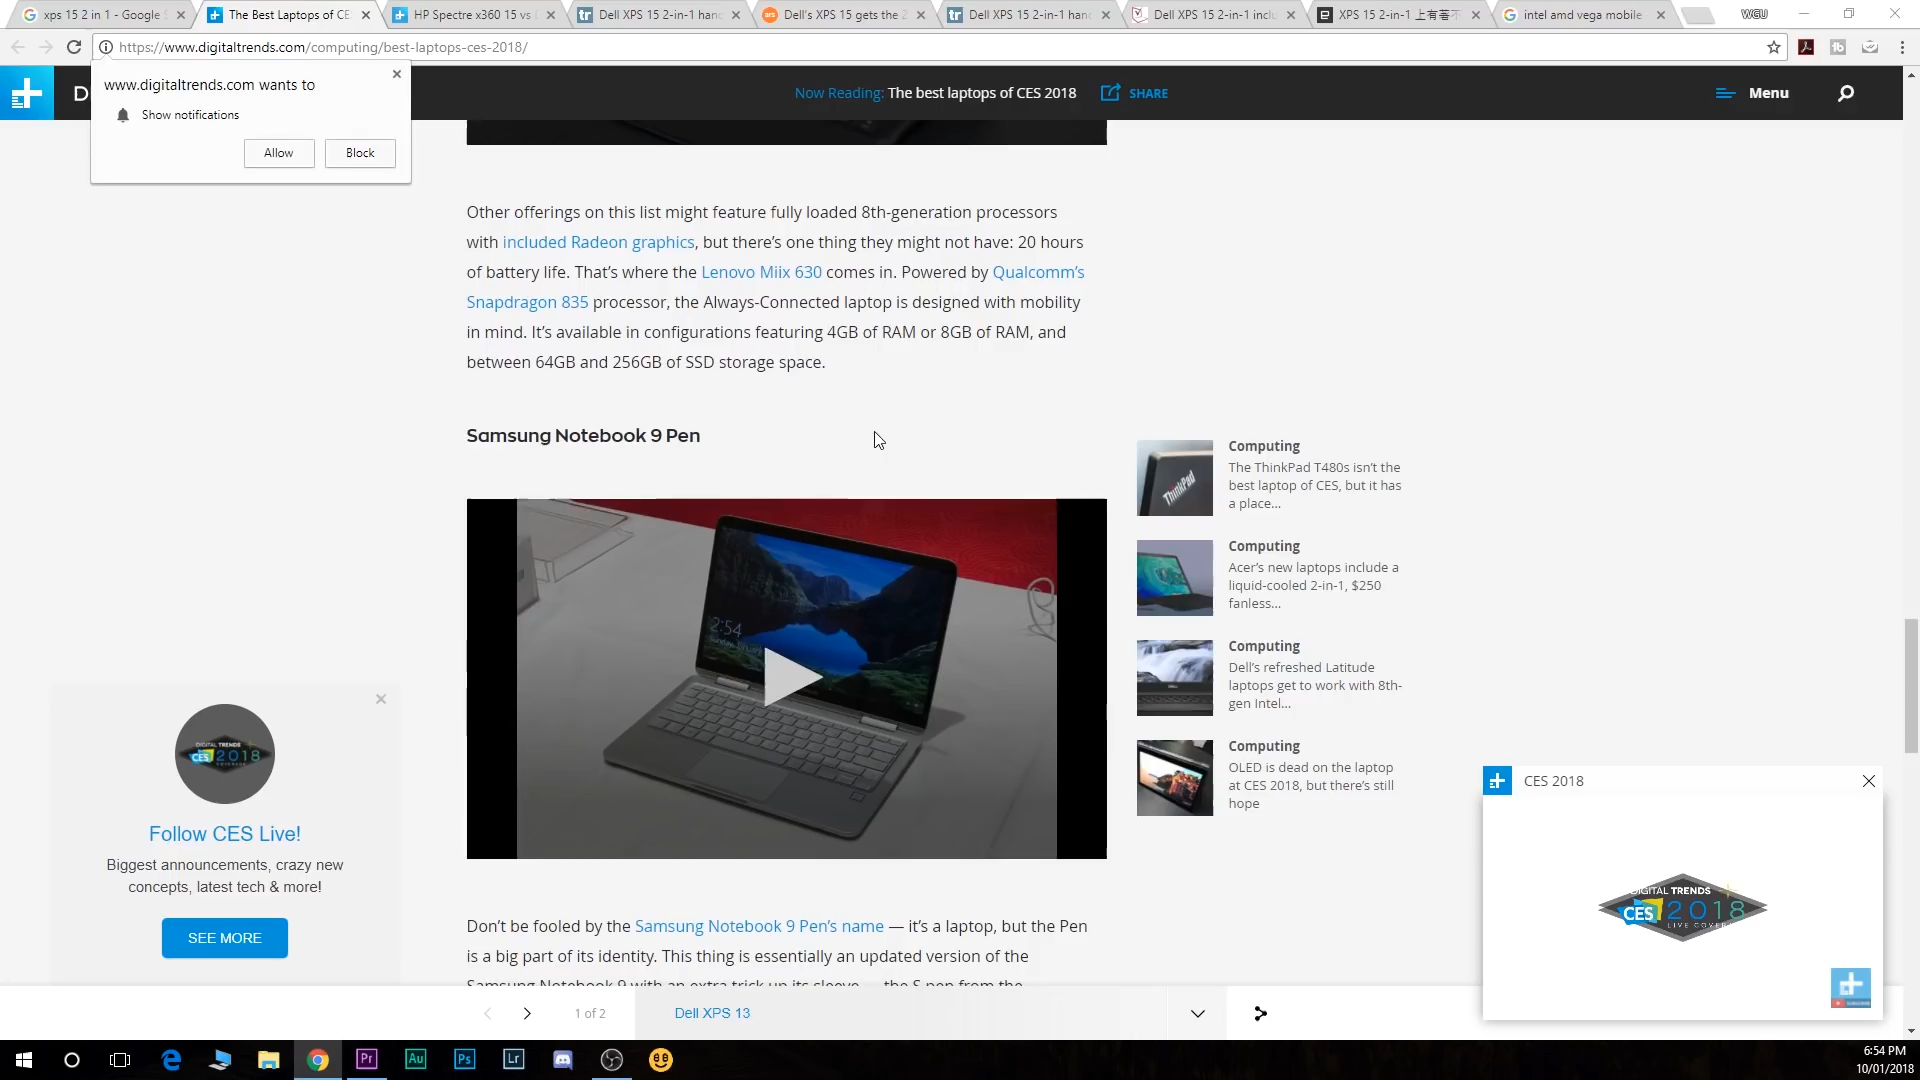 xps 15 2 in 1 - Google
The Best Laptops of CE
HP Spectre x360 15 vs
Dell XPS 15 2-in-1 han
Dell's XPS 15 gets the 2
Dell XPS 15 2-in-1 han
Dell XPS 15 2-in-1 inclu
XPS 15 2-in-1 上有著不
intel amd vega mobile
WGU
https://www.digitaltrends.com/computing/best-laptops-ces-2018/
www.digitaltrends.com wants to
Show notifications
Allow
Block
D
Now Reading: The best laptops of CES 2018
SHARE
Menu
Other offerings on this list might feature fully loaded 8th-generation processors
with included Radeon graphics, but there's one thing they might not have: 20 hours
of battery life. That's where the Lenovo Miix 630 comes in. Powered by Qualcomm's
Snapdragon 835 processor, the Always-Connected laptop is designed with mobility
in mind. It's available in configurations featuring 4GB of RAM or 8GB of RAM, and
between 64GB and 256GB of SSD storage space.
Samsung Notebook 9 Pen
2:54
Computing
The ThinkPad T480s isn't the
best laptop of CES, but it has
a place...
ThinkPad
Computing
Acer's new laptops include a
liquid-cooled 2-in-1, $250
fanless...
Computing
Dell's refreshed Latitude
laptops get to work with 8th-
gen Intel...
Computing
OLED is dead on the laptop
at CES 2018, but there's still
hope
DIGITAL TRENDS
CES 2018
Follow CES Live!
Biggest announcements, crazy new
concepts, latest tech & more!
SEE MORE
CES 2018
DIGITAL TRENDS
CES 2018
LIVE COVER
Don't be fooled by the Samsung Notebook 9 Pen's name — it's a laptop, but the Pen
is a big part of its identity. This thing is essentially an updated version of the
Samsung Notebook 9 with an extra trick up its sleeve — the S pen from the
1 of 2
Dell XPS 13
Pr
Au
Ps
Lr
6:54 PM
10/01/2018